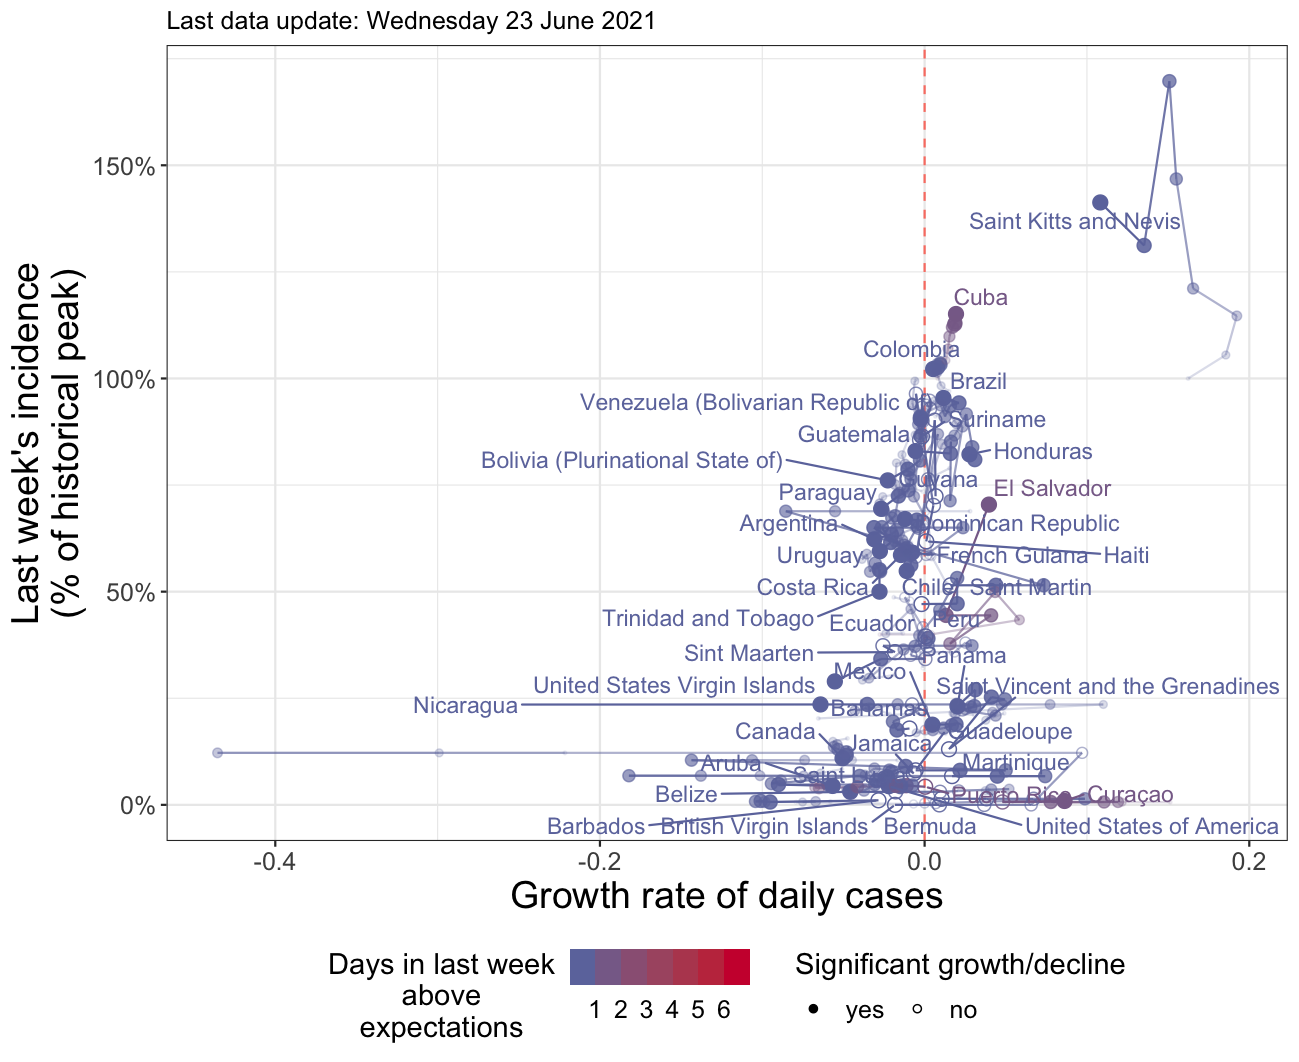 Last data update: Wednesday 23 June 2021
Last week's incidence
(% of historical peak)
150%
100%
50%
0%
Saint Kitts and Nevis
Cuba
Colombia
Brazil
Venezuela (Bolivarian Republic of)
Suriname
Guatemala
Honduras
Bolivia (Plurinational State of)
Guyana
El Salvador
Paraguay
Argentina
Dominican Republic
Uruguay
French Guiana
Haiti
Costa Rica
Chile
Saint Martin
Trinidad and Tobago
Ecuador
Peru
Sint Maarten
Panama
Mexico
United States Virgin Islands
Saint Vincent and the Grenadines
Nicaragua
Bahamas
Canada
Jamaica
Guadeloupe
Aruba
Saint
Martinique
Belize
Puerto Rico
Curaçao
Barbados
British Virgin Islands
Bermuda
United States of America
-0.4
-0.2
0.0
0.2
Growth rate of daily cases
Days in last week
above
expectations
1 2 3 4 5 6
Significant growth/decline
yes
no